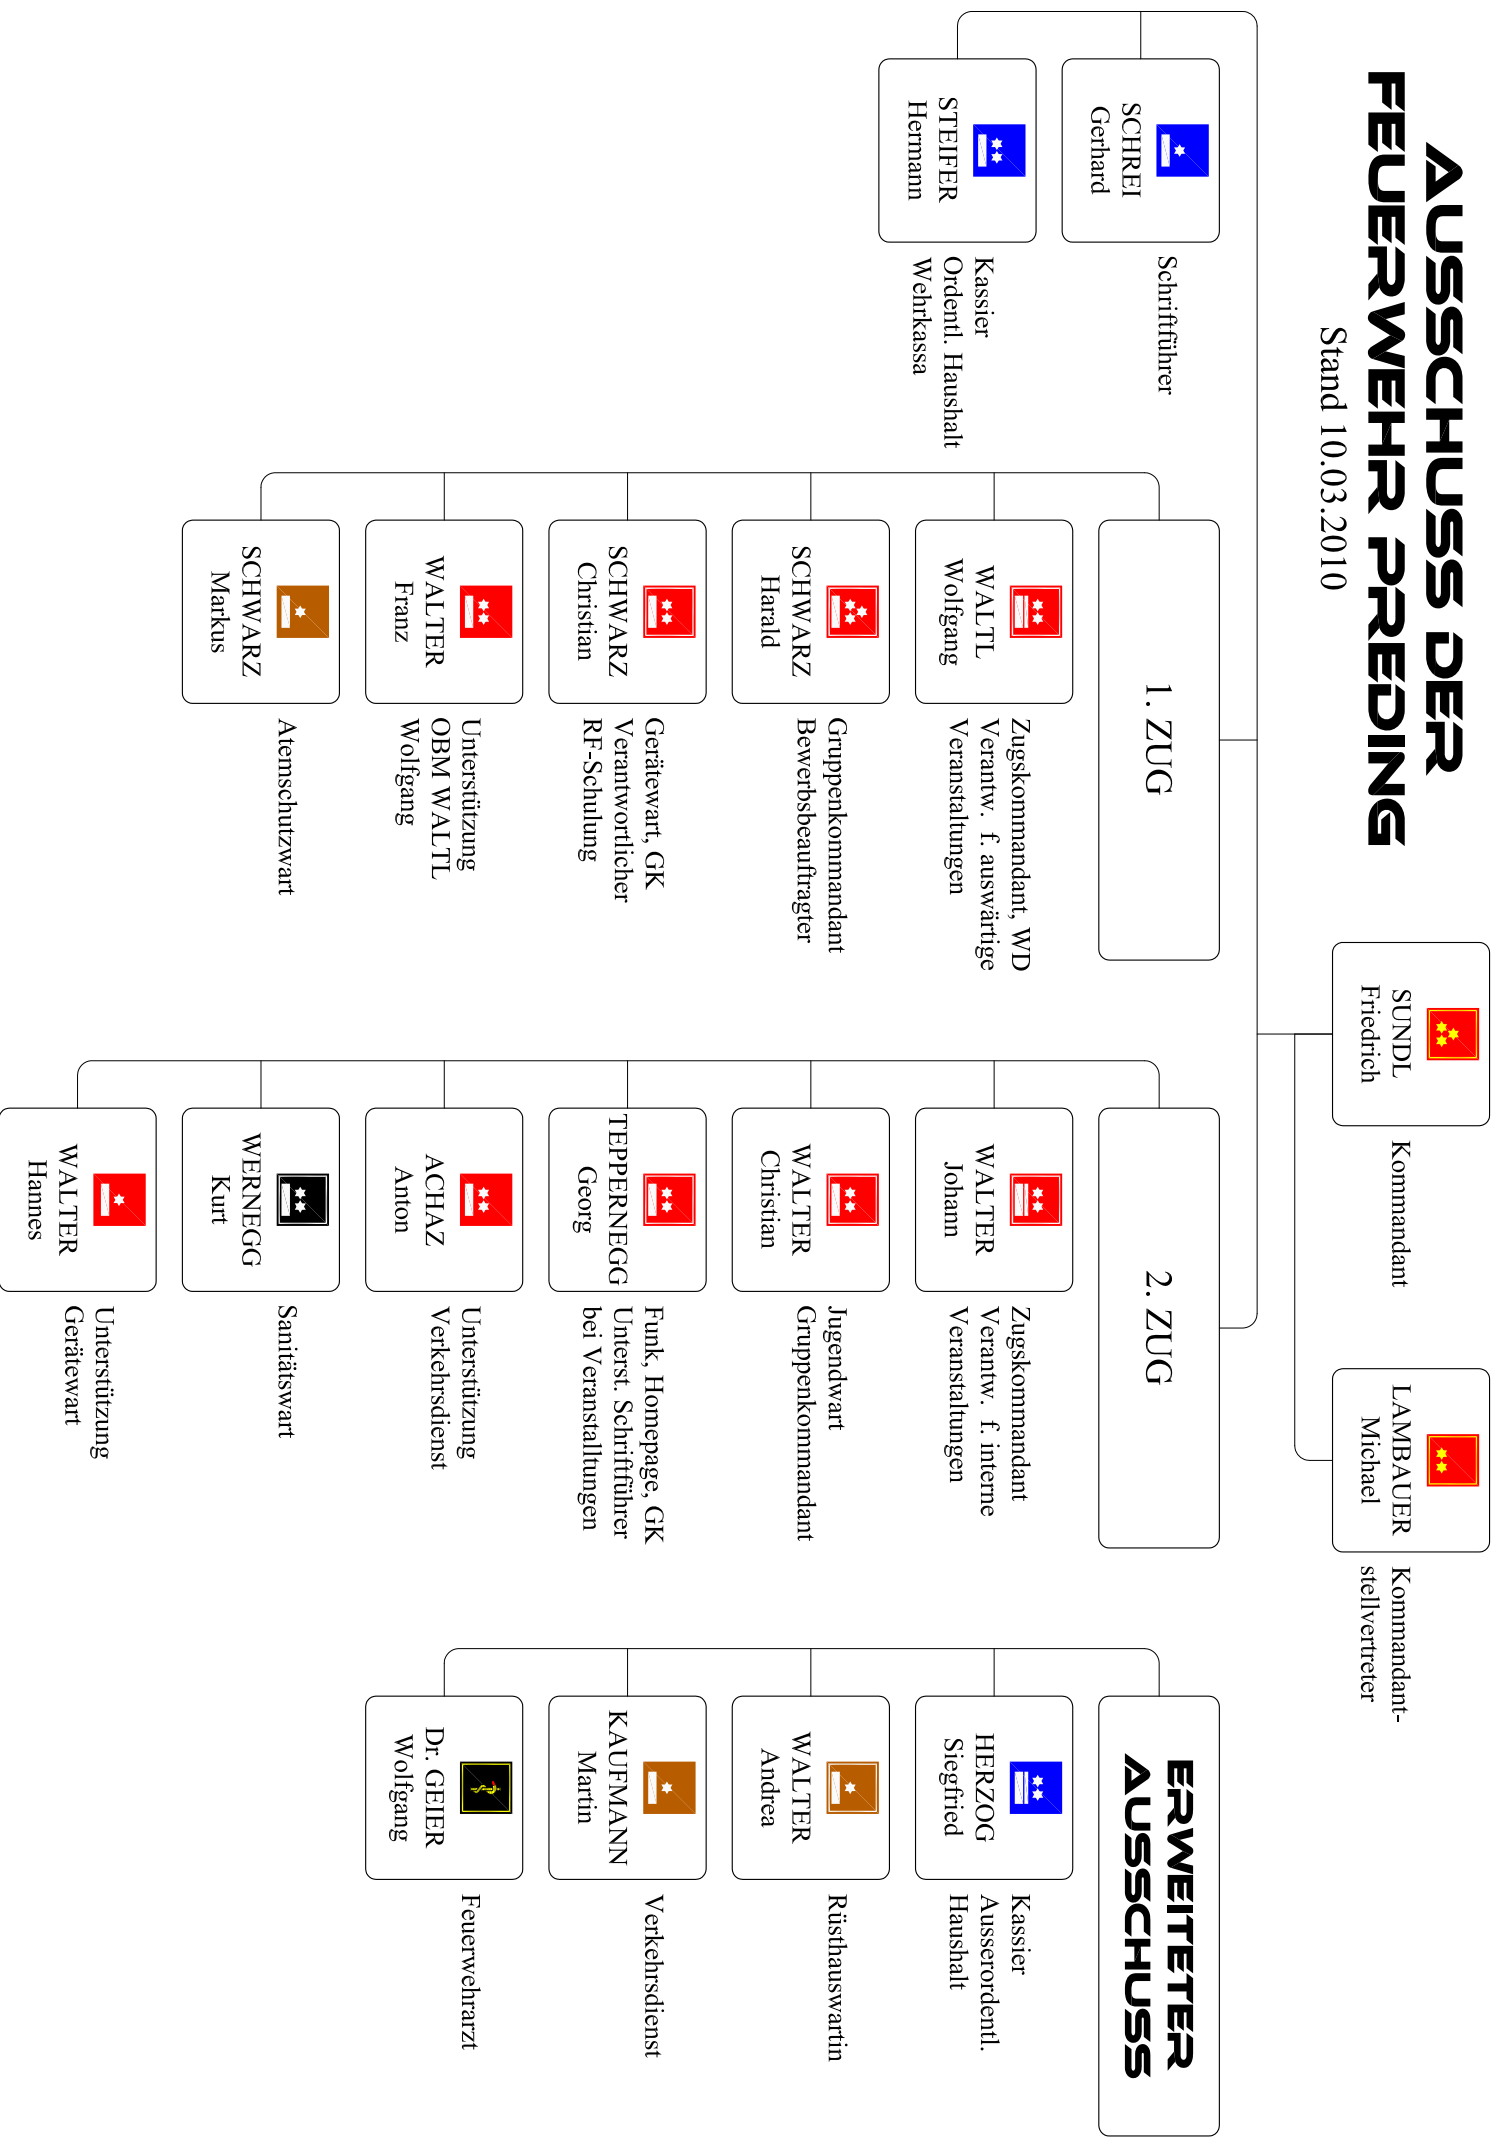 AUSSCHUSS DER
FEUERWEHR PREDING
Stand 10.03.2010
SUNDL
Friedrich
Kommandant
LAMBAUER
Michael
Kommandant-
stellvertreter
SCHREI
Gerhard
Schriftführer
STEIFER
Hermann
Kassier
Ordentl. Haushalt
Wehrkassa
1. ZUG
WALTL
Wolfgang
Zugskommandant, WD
Verantw. f. auswärtige
Veranstaltungen
SCHWARZ
Harald
Gruppenkommandant
Bewerbsbeauftragter
SCHWARZ
Christian
Gerätewart, GK
Verantwortlicher
RF-Schulung
WALTER
Franz
Unterstützung
OBM WALTL
Wolfgang
SCHWARZ
Markus
Atemschutzwart
2. ZUG
WALTER
Johann
Zugskommandant
Verantw. f. interne
Veranstaltungen
WALTER
Christian
Jugendwart
Gruppenkommandant
TEPPERNEGG
Georg
Funk, Homepage, GK
Unterst. Schriftführer
bei Veranstalltungen
ACHAZ
Anton
Unterstützung
Verkehrsdienst
WERNEGG
Kurt
Sanitätswart
WALTER
Hannes
Unterstützung
Gerätewart
ERWEITETER
AUSSCHUSS
HERZOG
Siegfried
Kassier
Ausserordentl.
Haushalt
WALTER
Andrea
Rüsthauswartin
KAUFMANN
Martin
Verkehrsdienst
Dr. GEIER
Wolfgang
Feuerwehrarzt